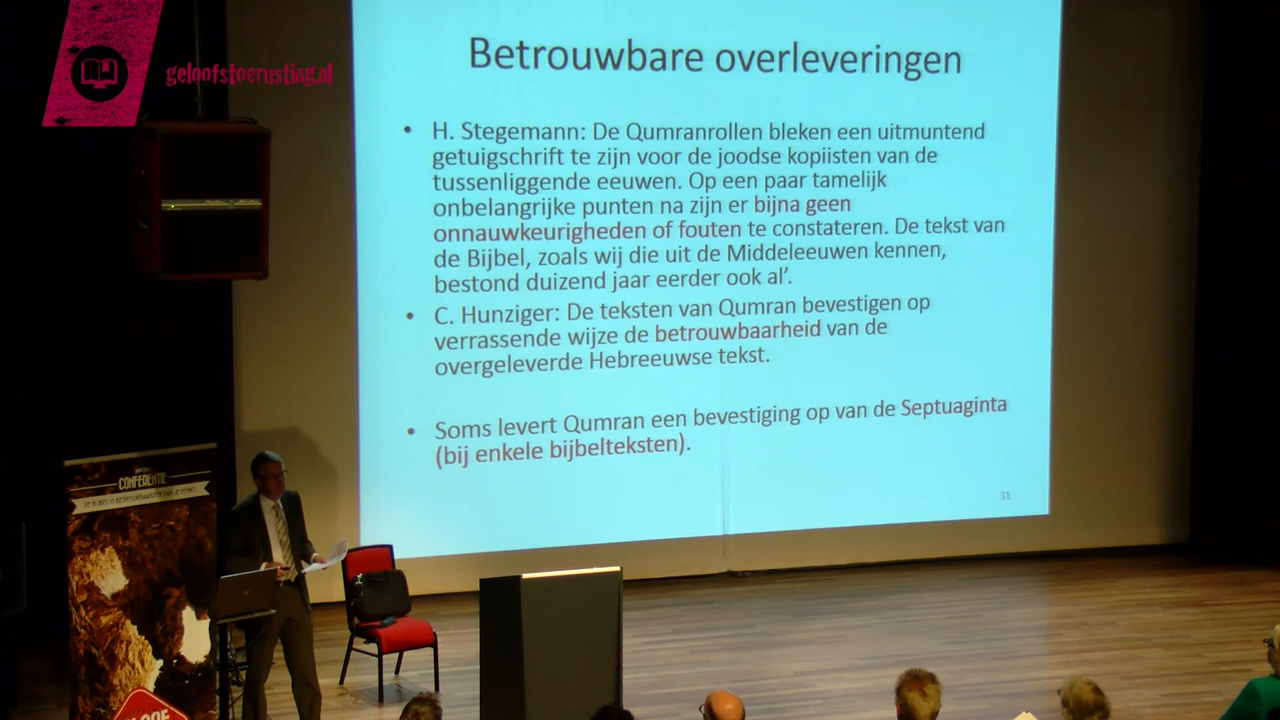 geloofstoerusting.nl
Betrouwbare overleveringen
• H. Stegemann: De Qumranrollen bleken een uitmuntend
getuigschrift te zijn voor de joodse kopiisten van de
tussenliggende eeuwen. Op een paar tamelijk
onbelangrijke punten na zijn er bijna geen
onnauwkeurigheden of fouten te constateren. De tekst van
de Bijbel, zoals wij die uit de Middeleeuwen kennen,
bestond duizend jaar eerder ook al’.
• C. Hunziger: De teksten van Qumran bevestigen op
verrassende wijze de betrouwbaarheid van de
overgeleverde Hebreeuwse tekst.
• Soms levert Qumran een bevestiging op van de Septuaginta
(bij enkele bijbelteksten).
31
CONFERENTIE